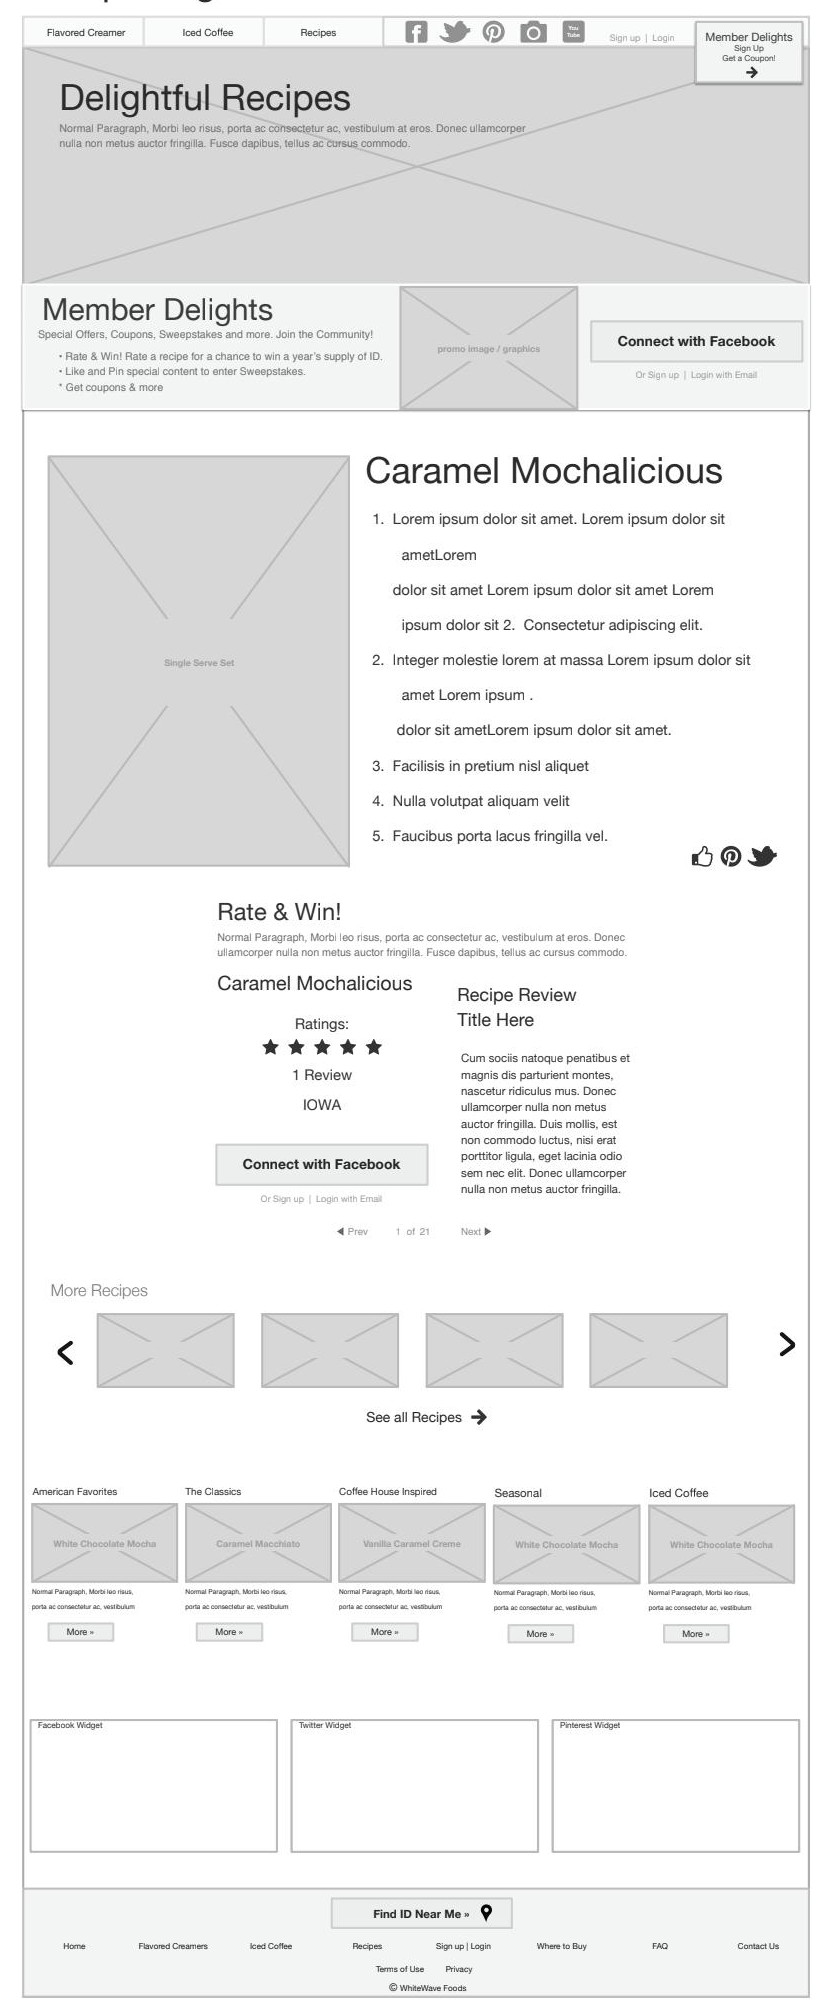 Flavored Creamer
Iced Coffee
Recipes
You
Tube
Sign up | Login
Member Delights
Sign Up
Get a Coupon!
Delightful Recipes
Normal Paragraph, Morbi leo risus, porta ac consectetur ac, vestibulum at eros. Donec ullamcorper
nulla non metus auctor fringilla. Fusce dapibus, tellus ac cursus commodo.
Member Delights
Special Offers, Coupons, Sweepstakes and more. Join the Community!
• Rate & Win! Rate a recipe for a chance to win a year's supply of ID.
• Like and Pin special content to enter Sweepstakes.
* Get coupons & more
promo image / graphics
Connect with Facebook
Or Sign up | Login with Email
Single Serve Set
Caramel Mochalicious
1. Lorem ipsum dolor sit amet. Lorem ipsum dolor sit
ametLorem
dolor sit amet Lorem ipsum dolor sit amet Lorem
ipsum dolor sit 2. Consectetur adipiscing elit.
2. Integer molestie lorem at massa Lorem ipsum dolor sit
amet Lorem ipsum .
dolor sit ametLorem ipsum dolor sit amet.
3. Facilisis in pretium nisl aliquet
4. Nulla volutpat aliquam velit
5. Faucibus porta lacus fringilla vel.
Rate & Win!
Normal Paragraph, Morbi leo risus, porta ac consectetur ac, vestibulum at eros. Donec
ullamcorper nulla non metus auctor fringilla. Fusce dapibus, tellus ac cursus commodo.
Caramel Mochalicious
Ratings:
1 Review
IOWA
Connect with Facebook
Or Sign up | Login with Email
Recipe Review
Title Here
Cum sociis natoque penatibus et
magnis dis parturient montes,
nascetur ridiculus mus. Donec
ullamcorper nulla non metus
auctor fringilla. Duis mollis, est
non commodo luctus, nisi erat
porttitor ligula, eget lacinia odio
sem nec elit. Donec ullamcorper
nulla non metus auctor fringilla.
Prev 1 of 21 Next
More Recipes
See all Recipes
American Favorites
White Chocolate Mocha
Normal Paragraph, Morbi leo risus,
porta ac consectetur ac, vestibulum
More »
The Classics
Caramel Macchiato
Normal Paragraph, Morbi leo risus,
porta ac consectetur ac, vestibulum
More »
Coffee House Inspired
Vanilla Caramel Creme
Normal Paragraph, Morbi leo risus,
porta ac consectetur ac, vestibulum
More »
Seasonal
White Chocolate Mocha
Normal Paragraph, Morbi leo risus,
porta ac consectetur ac, vestibulum
More »
Iced Coffee
White Chocolate Mocha
Normal Paragraph, Morbi leo risus,
porta ac consectetur ac, vestibulum
More »
Facebook Widget
Twitter Widget
Pinterest Widget
Find ID Near Me »
Home
Flavored Creamers
Iced Coffee
Recipes
Sign up | Login
Where to Buy
FAQ
Contact Us
Terms of Use
Privacy
© WhiteWave Foods